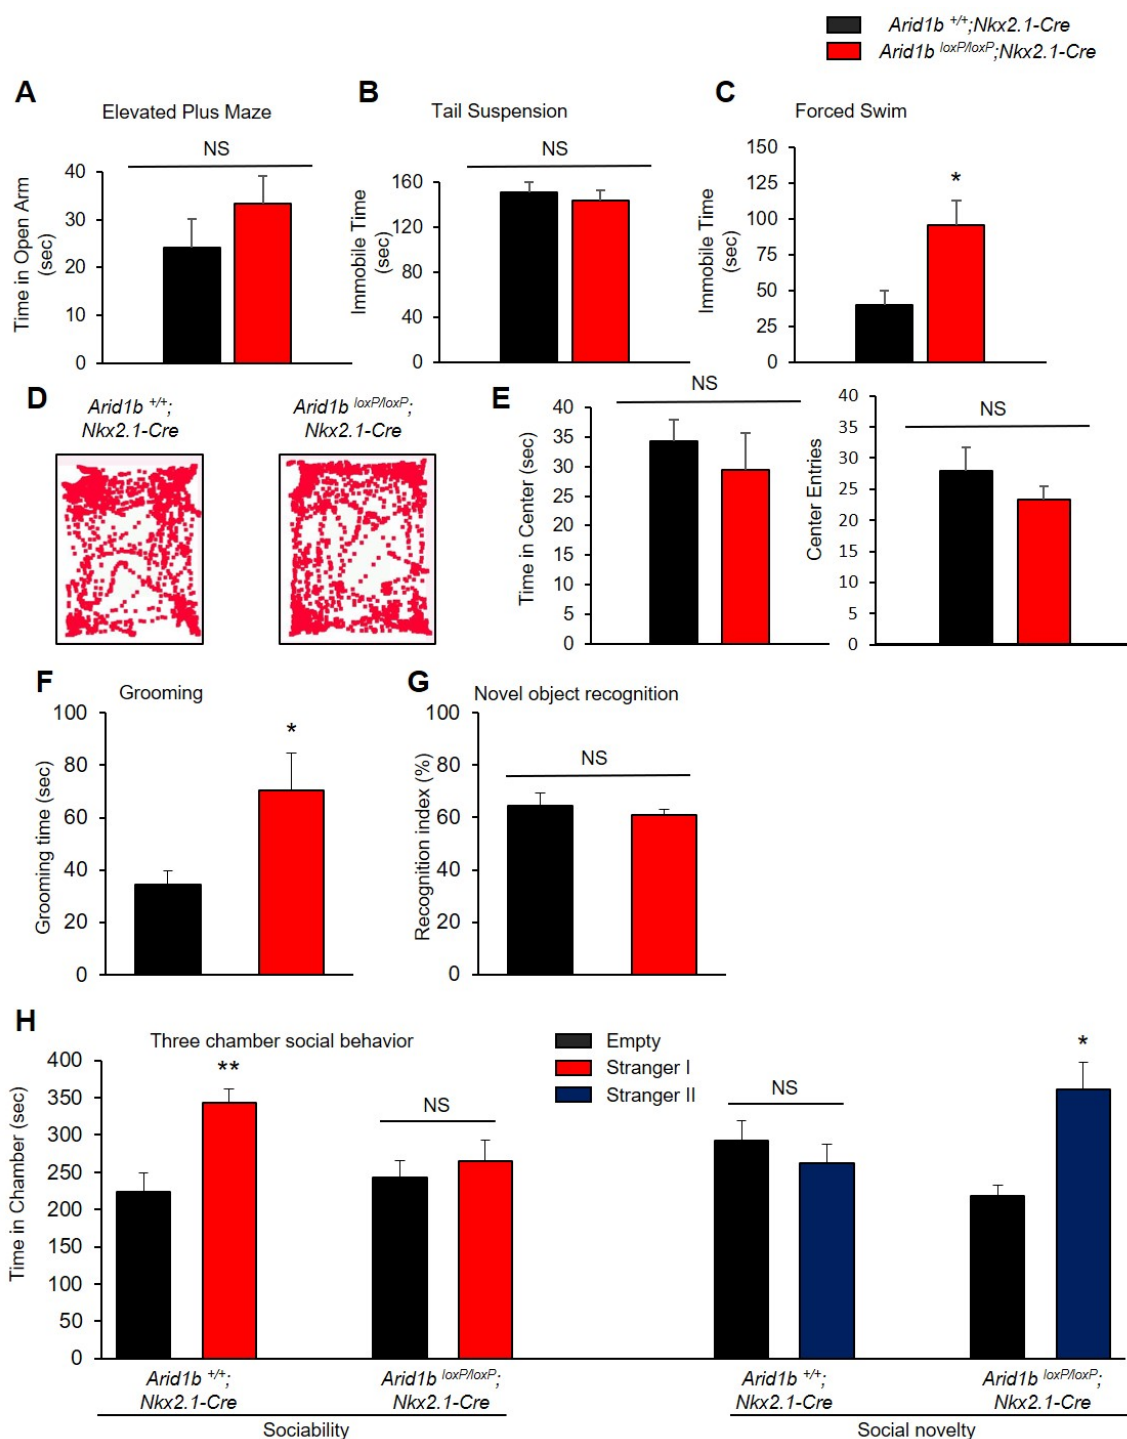 Arid1b +/+;Nkx2.1-Cre
Arid1b loxP/loxP;Nkx2.1-Cre
A
Elevated Plus Maze
NS
Time in Open Arm
(sec)
40
30
20
10
0
B
Tail Suspension
NS
Immobile Time
(sec)
160
120
80
40
0
C
Forced Swim
*
Immobile Time
(sec)
150
125
100
75
50
25
0
D
Arid1b +/+;
Nkx2.1-Cre
Arid1b loxP/loxP;
Nkx2.1-Cre
E
NS
Time in Center (sec)
40
35
30
25
20
15
10
5
0
NS
Center Entries
40
35
30
25
20
15
10
5
0
F
Grooming
*
Grooming time (sec)
100
80
60
40
20
0
G
Novel object recognition
NS
Recognition index (%)
100
80
60
40
20
0
H
Three chamber social behavior
Empty
Stranger I
Stranger II
**
NS
NS
*
Time in Chamber (sec)
400
350
300
250
200
150
100
50
0
Arid1b +/+;
Nkx2.1-Cre
Arid1b loxP/loxP;
Nkx2.1-Cre
Arid1b +/+;
Nkx2.1-Cre
Arid1b loxP/loxP;
Nkx2.1-Cre
Sociability
Social novelty